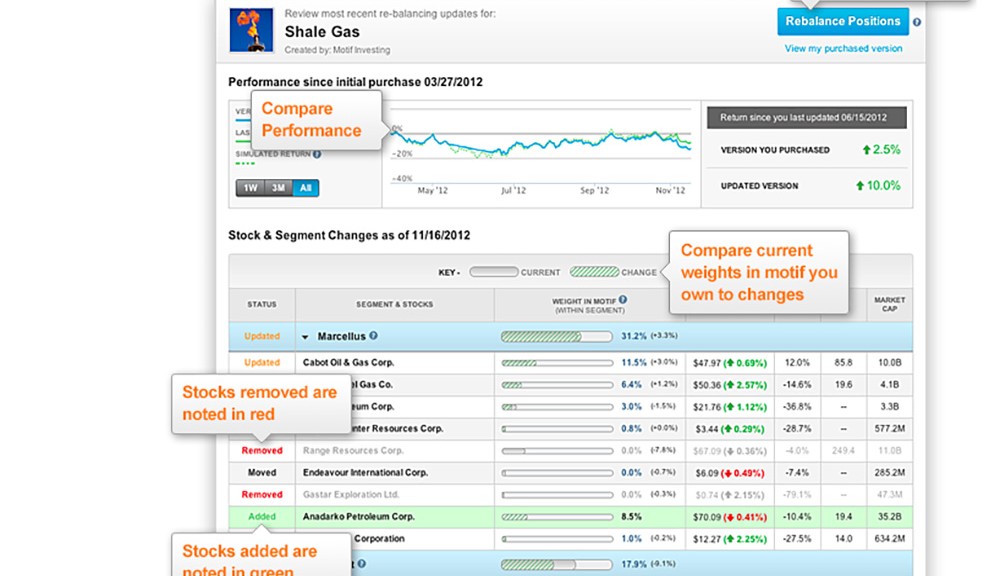 Review most recent re-balancing updates for:
Shale Gas
Created by: Motif Investing
Rebalance Positions
View my purchased version
Performance since initial purchase 03/27/2012
VER
LAS
SIMULATED RETURN
1W 3M All
Compare
Performance
0%
-20%
-40%
May '12 Jul '12 Sep '12 Nov '12
Return since you last updated 06/15/2012
VERSION YOU PURCHASED 2.5%
UPDATED VERSION 10.0%
Stock & Segment Changes as of 11/16/2012
KEY - CURRENT CHANGE
Compare current
weights in motif you
own to changes
STATUS SEGMENT & STOCKS WEIGHT IN MOTIF
(WITHIN SEGMENT)
MARKET
CAP
Updated Marcellus 31.2% (+3.3%)
Updated Cabot Oil & Gas Corp. 11.5% (+3.0%) $47.97 (0.69%) 12.0% 85.8 10.0B
el Gas Co. 6.4% (+1.2%) $50.36 (2.57%) -14.6% 19.6 4.1B
eum Corp. 3.0% (-1.5%) $21.76 (1.12%) -36.8% -- 3.3B
nter Resources Corp. 0.8% (+0.0%) $3.44 (0.29%) -28.7% -- 577.2M
Stocks removed are
noted in red
Removed Range Resources Corp. 0.0% (-7.8%) $67.09 (0.36%) -4.0% 249.4 11.0B
Moved Endeavour International Corp. 0.0% (-0.7%) $6.09 (0.49%) -7.4% -- 285.2M
Removed Gastar Exploration Ltd. 0.0% (-0.3%) $0.74 (2.15%) -79.1% -- 47.3M
Added Anadarko Petroleum Corp. 8.5% $70.09 (0.41%) -10.4% 19.4 35.2B
Corporation 1.0% (-0.2%) $12.27 (2.25%) -27.5% 14.0 634.2M
Stocks added are
noted in green
t 17.9% (-9.1%)